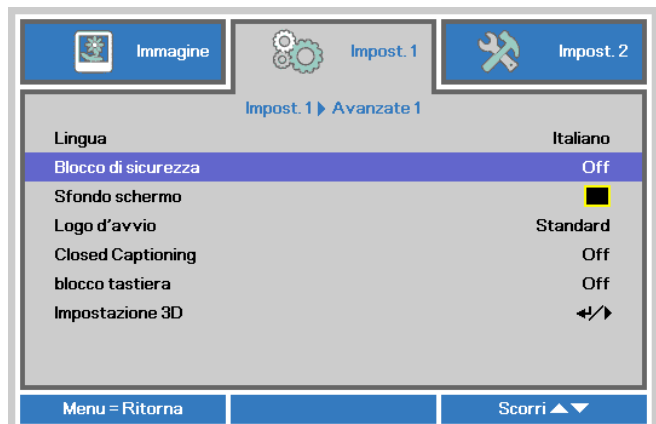 Immagine
Impost. 1
Impost. 2
Impost. 1 Avanzate 1
Lingua Italiano
Blocco di sicurezza Off
Sfondo schermo
Logo d'avvio Standard
Closed Captioning Off
blocco tastiera Off
Impostazione 3D
Menu = Ritorna Scorri